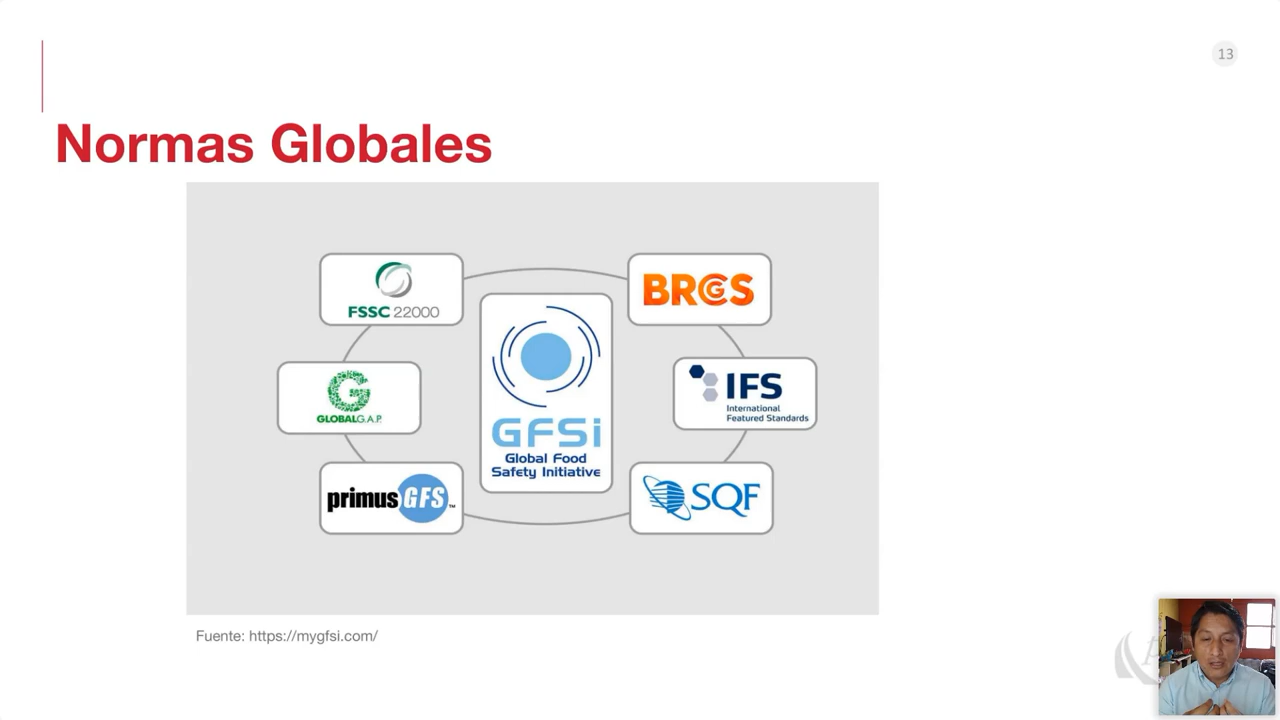 13
Normas Globales
FSSC 22000
BRCGS
GLOBALG.A.P.
GFSi
Global Food
Safety Initiative
IFS
International
Featured Standards
primusGFS™
SQF
Fuente: https://mygfsi.com/